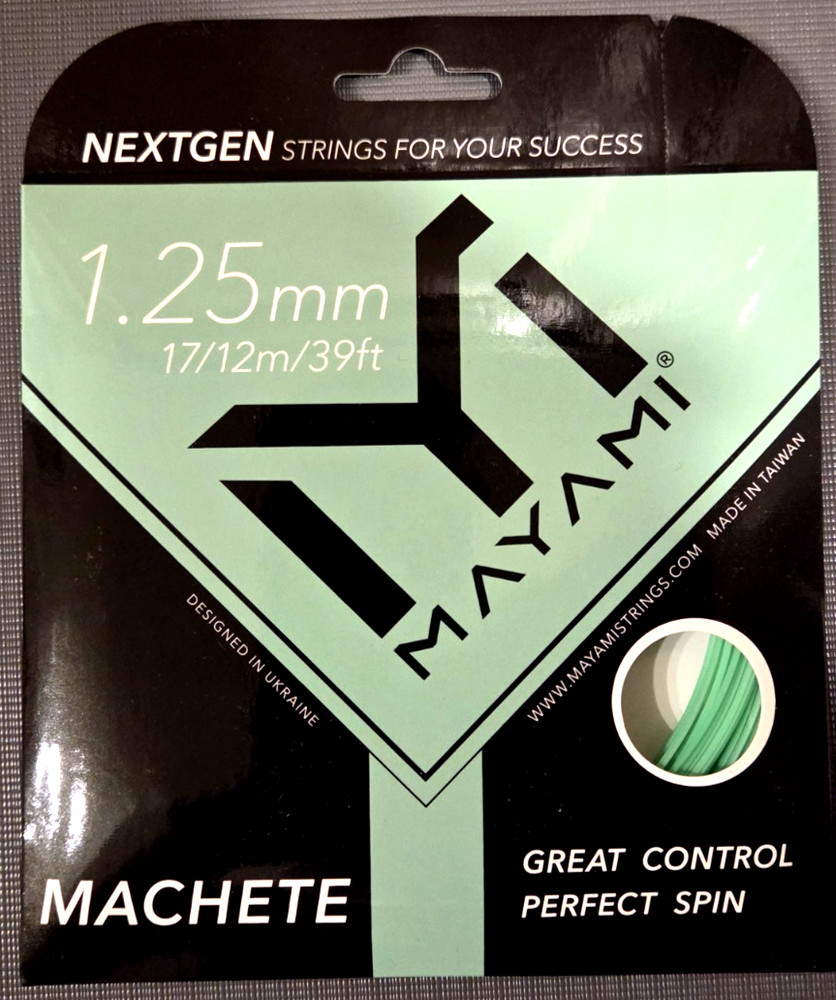 NEXTGEN STRINGS FOR YOUR SUCCESS
1.25mm
17/12m/39ft
MAYAMI®
DESIGNED IN UKRAINE
WWW.MAYAMISTRINGS.COM MADE IN TAIWAN
MACHETE
GREAT CONTROL
PERFECT SPIN